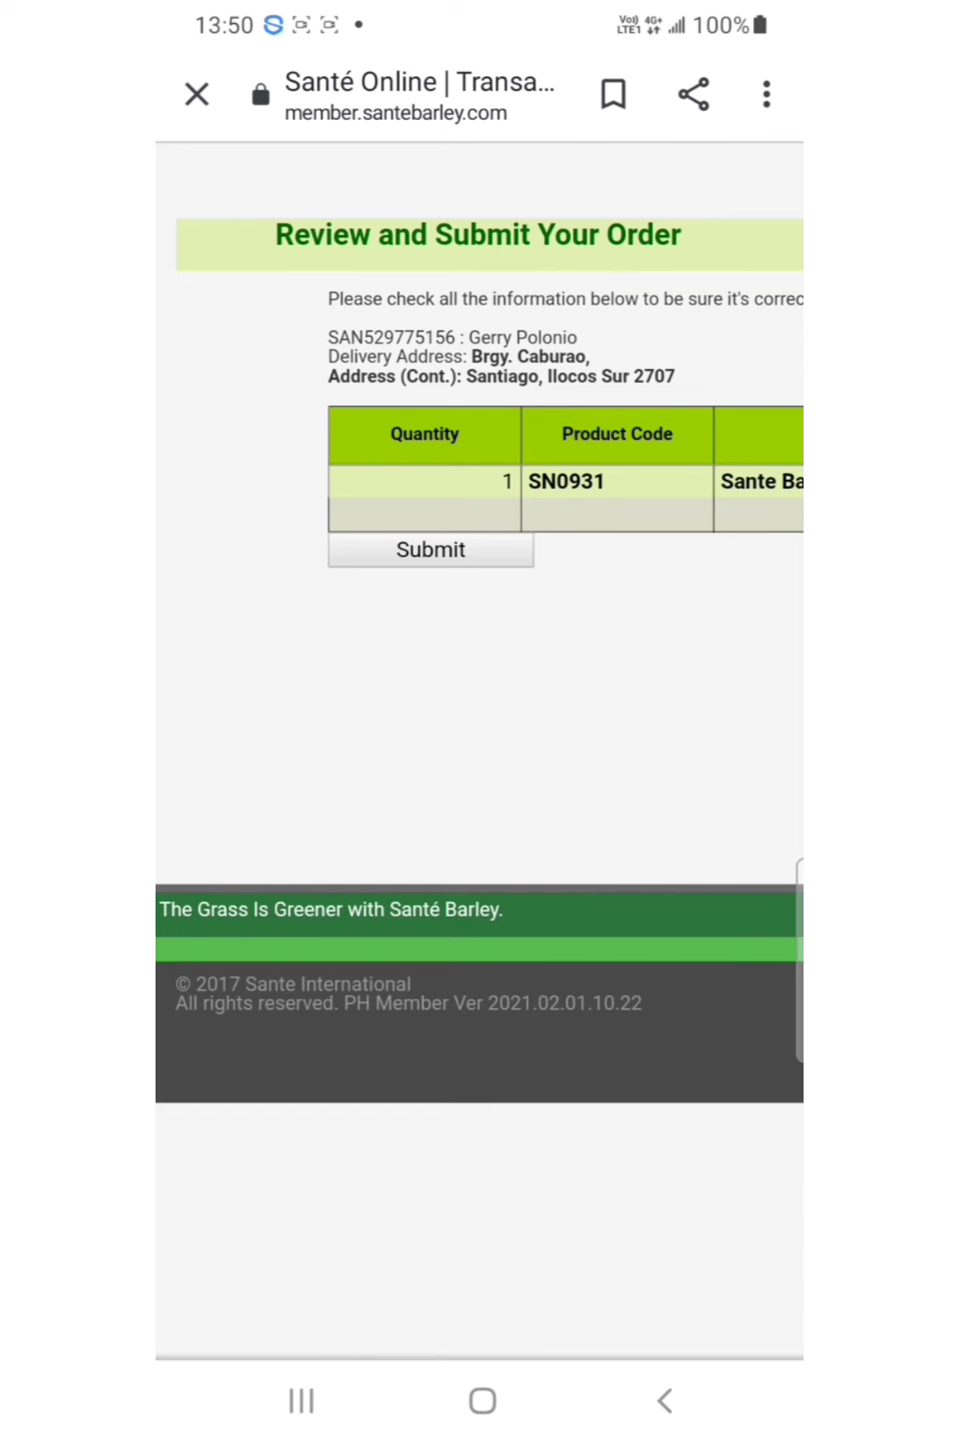 13:50
Vo)) 4G+ 100%
LTE1
Santé Online | Transa...
member.santebarley.com
Review and Submit Your Order
Please check all the information below to be sure it's correc
SAN529775156 : Gerry Polonio
Delivery Address: Brgy. Caburao,
Address (Cont.): Santiago, Ilocos Sur 2707
Quantity Product Code
1 SN0931 Sante Ba
Submit
The Grass Is Greener with Santé Barley.
© 2017 Sante International
All rights reserved. PH Member Ver 2021.02.01.10.22